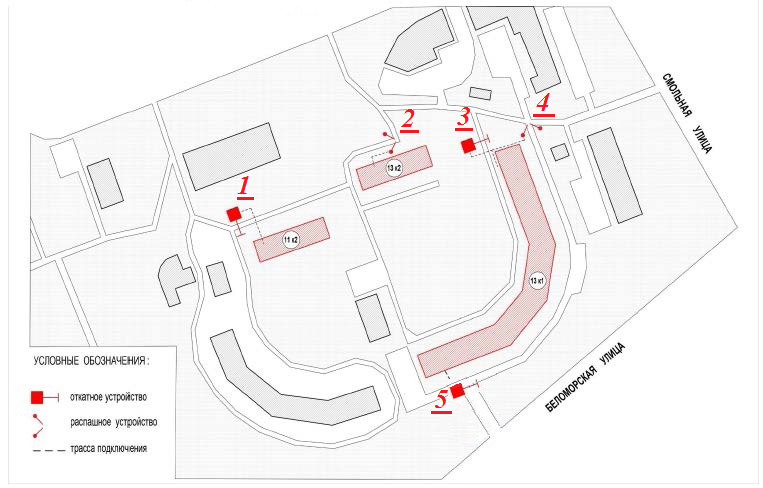 СМОЛЬНАЯ УЛИЦА
4
3
2
13 к2
1
11 к2
13 к1
БЕЛОМОРСКАЯ УЛИЦА
5
УСЛОВНЫЕ ОБОЗНАЧЕНИЯ :
откатное устройство
распашное устройство
трасса подключения